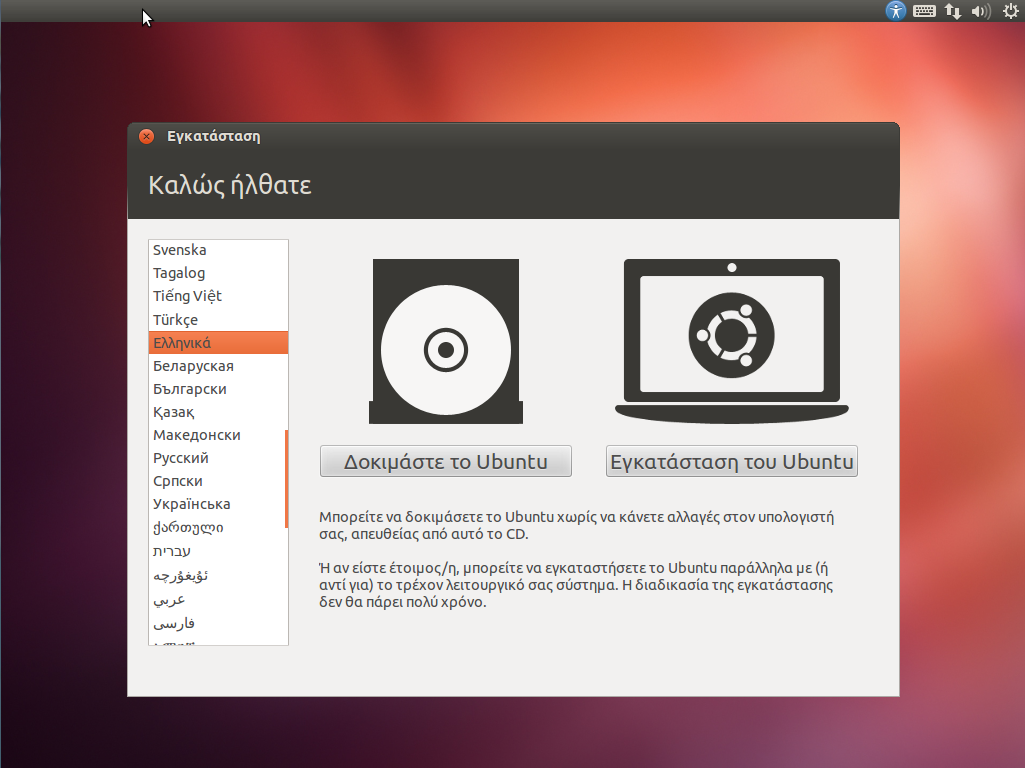 Εγκατάσταση
Καλώς ήλθατε
Svenska
Tagalog
Tiếng Việt
Türkçe
Ελληνικά
Беларуская
Български
Қазақ
Македонски
Русский
Српски
Українська
ქართული
עברית
ئۇيغۇرچە
عربي
فارسی
Δοκιμάστε το Ubuntu
Εγκατάσταση του Ubuntu
Μπορείτε να δοκιμάσετε το Ubuntu χωρίς να κάνετε αλλαγές στον υπολογιστή
σας, απευθείας από αυτό το CD.
Ή αν είστε έτοιμος/η, μπορείτε να εγκαταστήσετε το Ubuntu παράλληλα με (ή
αντί για) το τρέχον λειτουργικό σας σύστημα. Η διαδικασία της εγκατάστασης
δεν θα πάρει πολύ χρόνο.